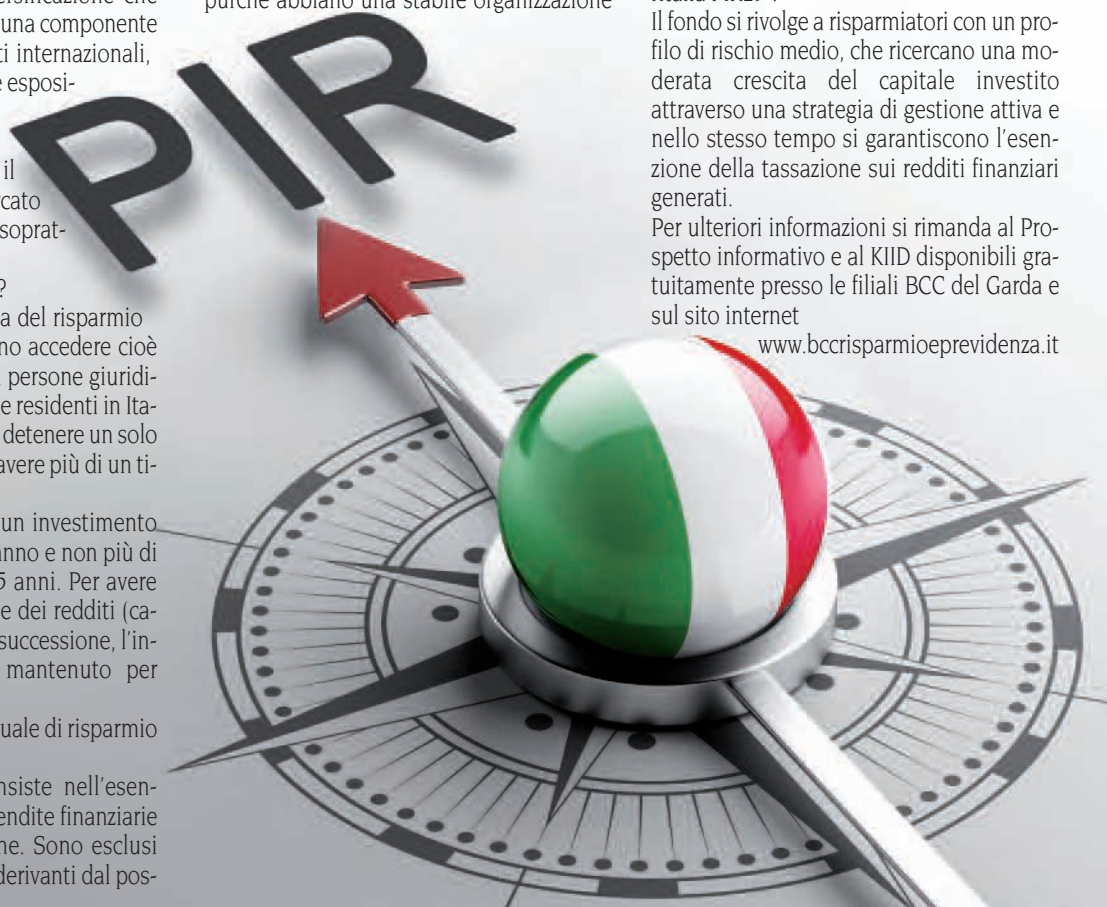 ersificazione che
una componente
ti internazionali,
e esposi-
il
cato
soprat-
?
a del risparmio
no accedere cioè
persone giuridi-
e residenti in Ita-
detenere un solo
avere più di un ti-
un investimento
anno e non più di
5 anni. Per avere
e dei redditi (ca-
successione, l'in-
mantenuto per
uale di risparmio
nsiste nell'esen-
endite finanziarie
ne. Sono esclusi
derivanti dal pos-
purché abbiano una stabile organizzazione
PIR
Il fondo si rivolge a risparmiatori con un pro-
filo di rischio medio, che ricercano una mo-
derata crescita del capitale investito
attraverso una strategia di gestione attiva e
nello stesso tempo si garantiscono l'esen-
zione della tassazione sui redditi finanziari
generati.
Per ulteriori informazioni si rimanda al Pro-
spetto informativo e al KIID disponibili gra-
tuitamente presso le filiali BCC del Garda e
sul sito internet
www.bccrisparmioeprevidenza.it